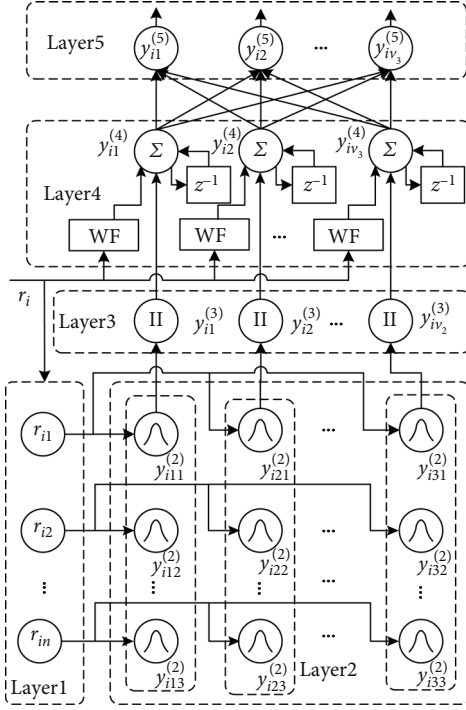 Layer5 y_{i1}^{(5)} y_{i2}^{(5)} ... y_{iv_3}^{(5)}
y_{i1}^{(4)} Σ y_{i2}^{(4)} Σ y_{iv_3}^{(4)} Σ
z^{-1} z^{-1} ... z^{-1}
Layer4
WF WF ... WF
r_i
Layer3 II y_{i1}^{(3)} II y_{i2}^{(3)} ... II y_{iv_2}^{(3)}
r_{i1} ...
y_{i11}^{(2)} y_{i21}^{(2)} y_{i31}^{(2)}
r_{i2} ...
y_{i12}^{(2)} y_{i22}^{(2)} y_{i32}^{(2)}
⋮ ⋮ ⋮ ... ⋮
r_{in} ...
Layer1 y_{i13}^{(2)} y_{i23}^{(2)} Layer2 y_{i33}^{(2)}